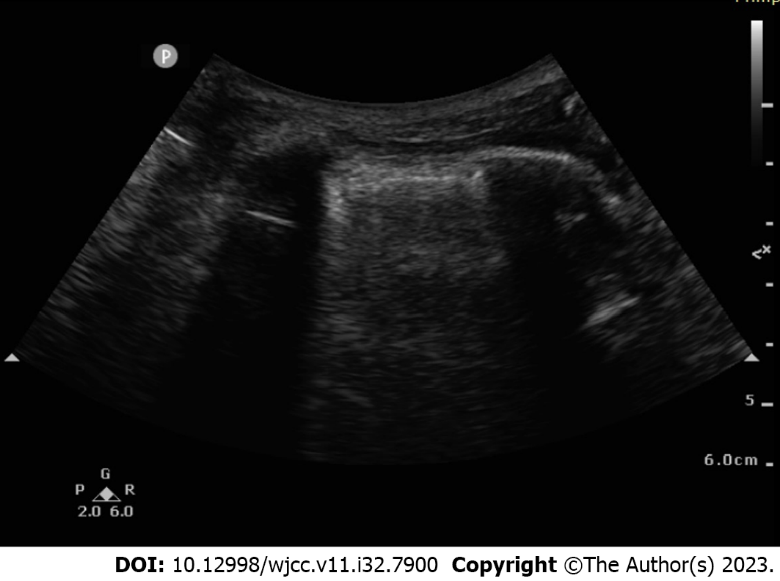 P
5
6.0cm
G
P R
2.0 6.0
DOI: 10.12998/wjcc.v11.i32.7900 Copyright ©The Author(s) 2023.